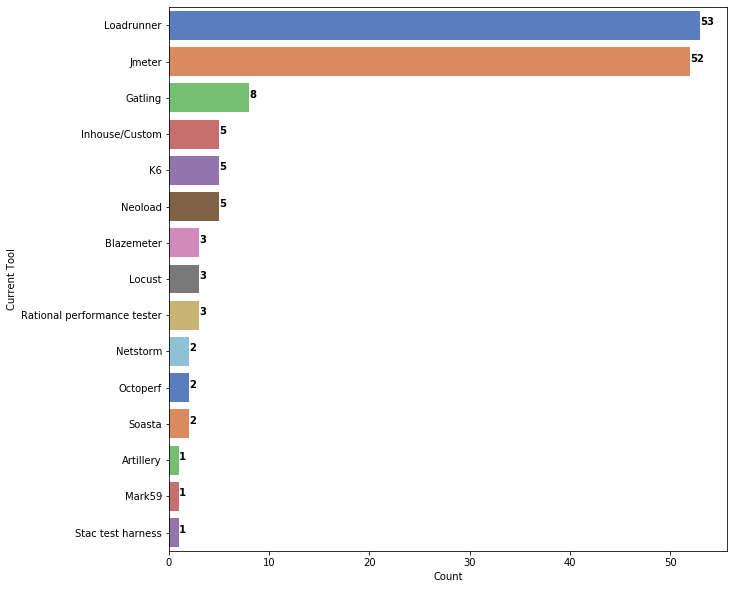 Current Tool
Loadrunner 53
Jmeter 52
Gatling 8
Inhouse/Custom 5
K6 5
Neoload 5
Blazemeter 3
Locust 3
Rational performance tester 3
Netstorm 2
Octoperf 2
Soasta 2
Artillery 1
Mark59 1
Stac test harness 1
0 10 20 30 40 50
Count